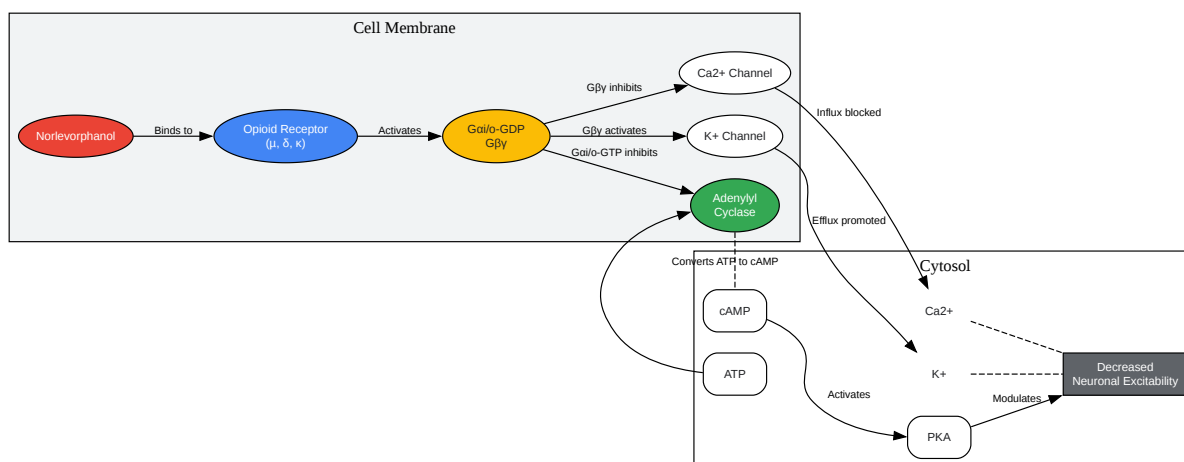 Cell Membrane
Norlevorphanol
Binds to
Opioid Receptor
(μ, δ, κ)
Activates
Gαi/o-GDP
Gβγ
Gβγ inhibits
Gβγ activates
Gαi/o-GTP inhibits
Ca2+ Channel
K+ Channel
Adenylyl
Cyclase
Influx blocked
Efflux promoted
Converts ATP to cAMP
Cytosol
cAMP
ATP
Activates
Ca2+
K+
PKA
Modulates
Decreased
Neuronal Excitability